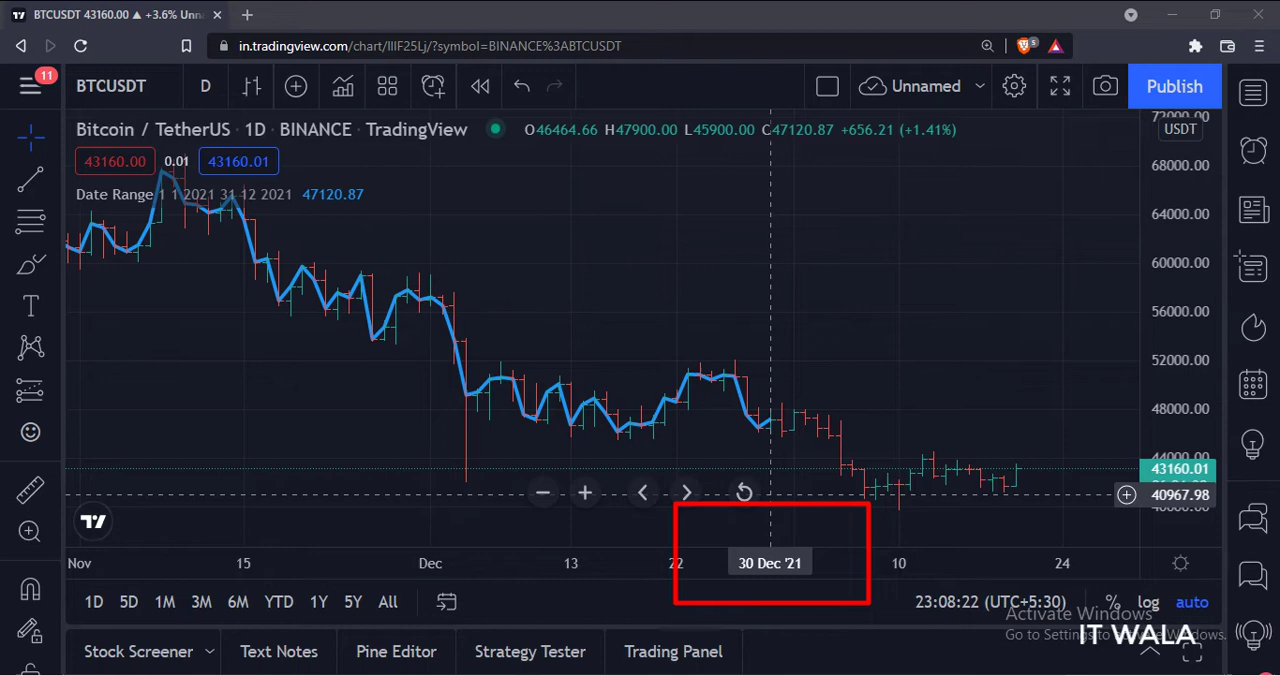 BTCUSDT 43160.00 ▲ +3.6% Unn
in.tradingview.com/chart/IIIF25Lj/?symbol=BINANCE%3ABTCUSDT
5
11
BTCUSDT D Unnamed Publish
Bitcoin / TetherUS · 1D · BINANCE · TradingView O46464.66 H47900.00 L45900.00 C47120.87 +656.21 (+1.41%)
72000.00
USDT
43160.00 0.01 43160.01
68000.00
Date Range 1 1 2021 31 12 2021 47120.87
64000.00
60000.00
56000.00
52000.00
48000.00
44000.00
43160.01
40967.98
40000.00
Nov 15 Dec 13 22 30 Dec '21 10 24
1D 5D 1M 3M 6M YTD 1Y 5Y All 23:08:22 (UTC+5:30) % log auto
Activate Windows
Go to Settings to activate Windows.
IT WALA
Stock Screener Text Notes Pine Editor Strategy Tester Trading Panel